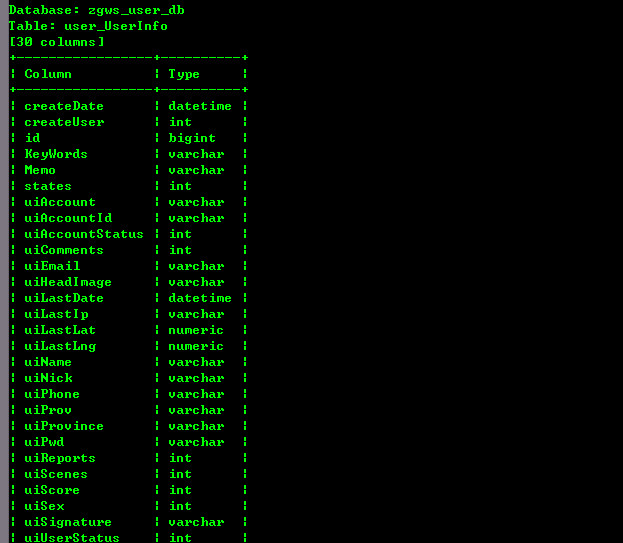 Database: zgws_user_db
Table: user_UserInfo
[30 columns]
+-----------------+----------+
| Column          | Type     |
+-----------------+----------+
| createDate      | datetime |
| createUser      | int      |
| id              | bigint   |
| KeyWords        | varchar  |
| Memo            | varchar  |
| states          | int      |
| uiAccount       | varchar  |
| uiAccountId     | varchar  |
| uiAccountStatus | int      |
| uiComments      | int      |
| uiEmail         | varchar  |
| uiHeadImage     | varchar  |
| uiLastDate      | datetime |
| uiLastIp        | varchar  |
| uiLastLat       | numeric  |
| uiLastLng       | numeric  |
| uiName          | varchar  |
| uiNick          | varchar  |
| uiPhone         | varchar  |
| uiProv          | varchar  |
| uiProvince      | varchar  |
| uiPwd           | varchar  |
| uiReports       | int      |
| uiScenes        | int      |
| uiScore         | int      |
| uiSex           | int      |
| uiSignature     | varchar  |
| uiUserStatus    | int      |